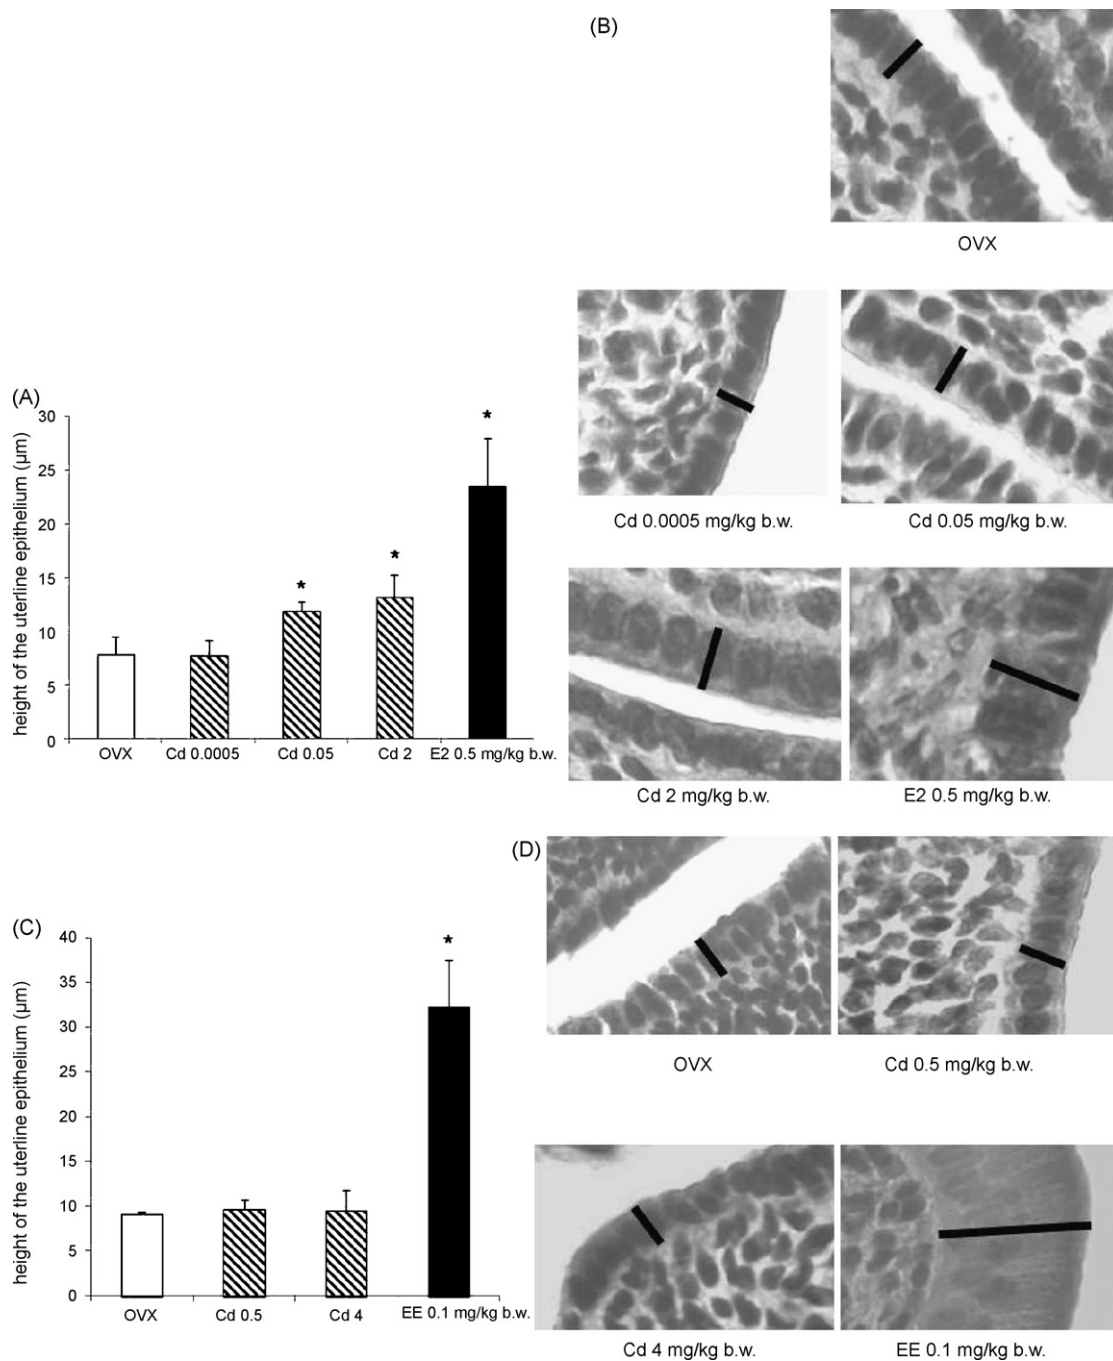 (B)
OVX
Cd 0.0005 mg/kg b.w.
Cd 0.05 mg/kg b.w.
Cd 2 mg/kg b.w.
E2 0.5 mg/kg b.w.
(A)
height of the uterline epithelium (µm)
30
25
20
15
10
5
0
*
*
*
OVX
Cd 0.0005
Cd 0.05
Cd 2
E2 0.5 mg/kg b.w.
(D)
OVX
Cd 0.5 mg/kg b.w.
Cd 4 mg/kg b.w.
EE 0.1 mg/kg b.w.
(C)
height of the uterline epithelium (µm)
40
35
30
25
20
15
10
5
0
*
OVX
Cd 0.5
Cd 4
EE 0.1 mg/kg b.w.